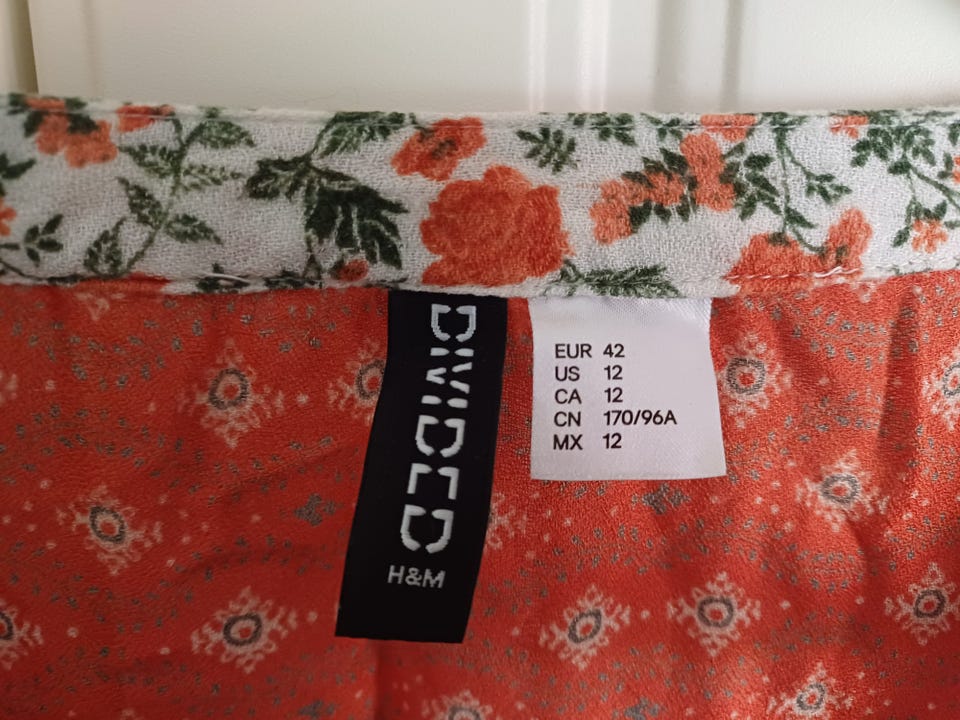 DIVIDED
H&M
EUR 42
US 12
CA 12
CN 170/96A
MX 12